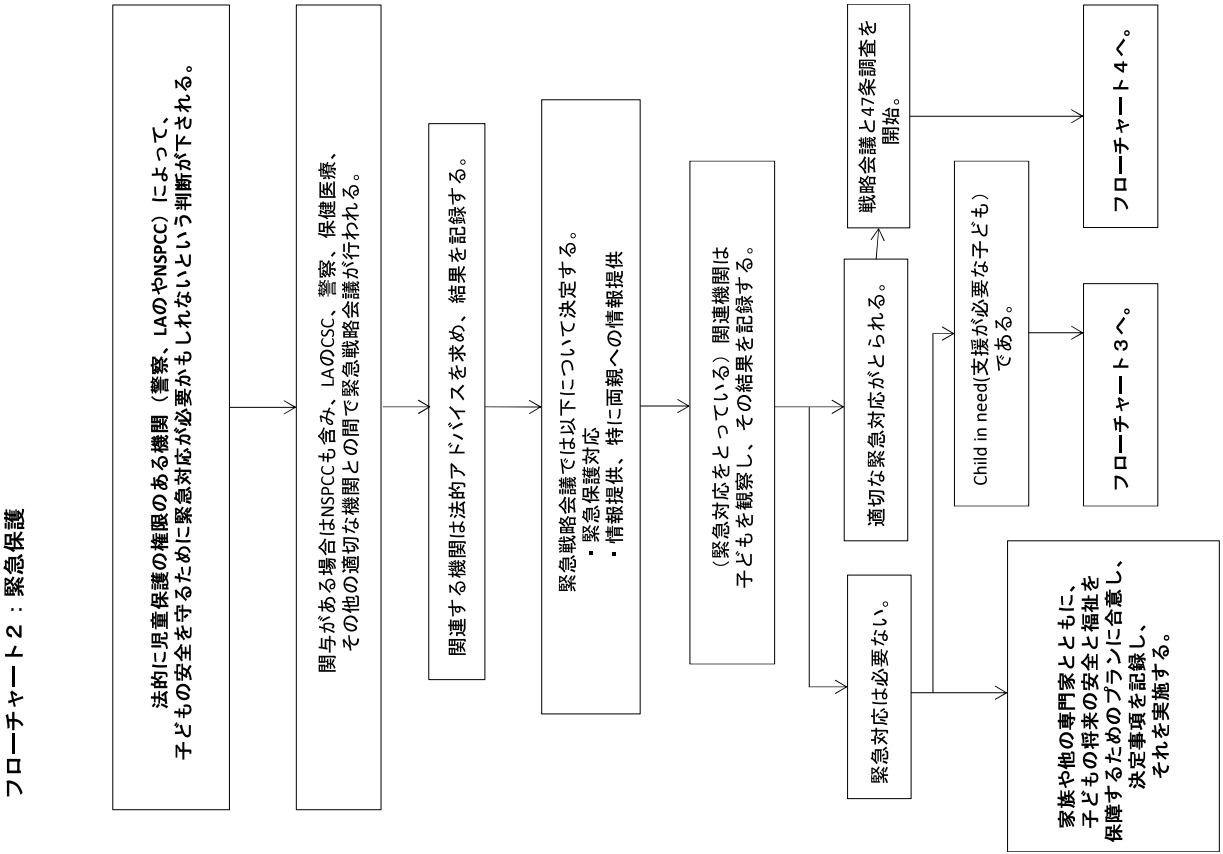 フローチャート２：緊急保護
法的に児童保護の権限のある機関（警察、LAのやNSPCC）によって、
子どもの安全を守るために緊急対応が必要かもしれないという判断が下される。
関与がある場合はNSPCCも含み、LAのCSC、警察、保健医療、
その他の適切な機関との間で緊急戦略会議が行われる。
関連する機関は法的アドバイスを求め、結果を記録する。
緊急戦略会議では以下について決定する。
・緊急保護対応
・情報提供、特に両親への情報提供
（緊急対応をとっている）関連機関は
子どもを観察し、その結果を記録する。
緊急対応は必要ない。
適切な緊急対応がとられる。
戦略会議と47条調査を
開始。
家族や他の専門家とともに、
子どもの将来の安全と福祉を
保障するためのプランに合意し、
決定事項を記録し、
それを実施する。
Child in need(支援が必要な子ども)
である。
フローチャート３へ。
フローチャート４へ。